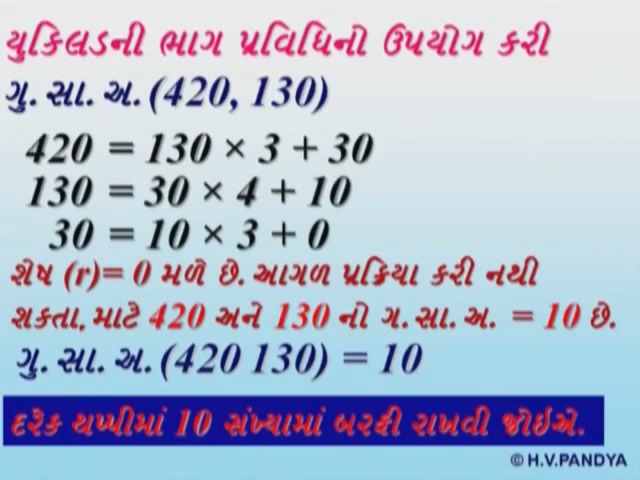 યુક્લિડની ભાગ પ્રવિધિનો ઉપયોગ કરી
ગુ. સા. અ. (420, 130)
420 = 130 × 3 + 30
130 = 30 × 4 + 10
30 = 10 × 3 + 0
શેષ (r)= 0 મળે છે. આગળ પ્રક્રિયા કરી નથી
શકતા, માટે 420 અને 130 નો ગ. સા. અ. = 10 છે.
ગુ. સા. અ. (420 130) = 10
દરેક થપ્પીમાં 10 સંખ્યામાં બરફી રાખવી જોઇએ.
© H.V.PANDYA